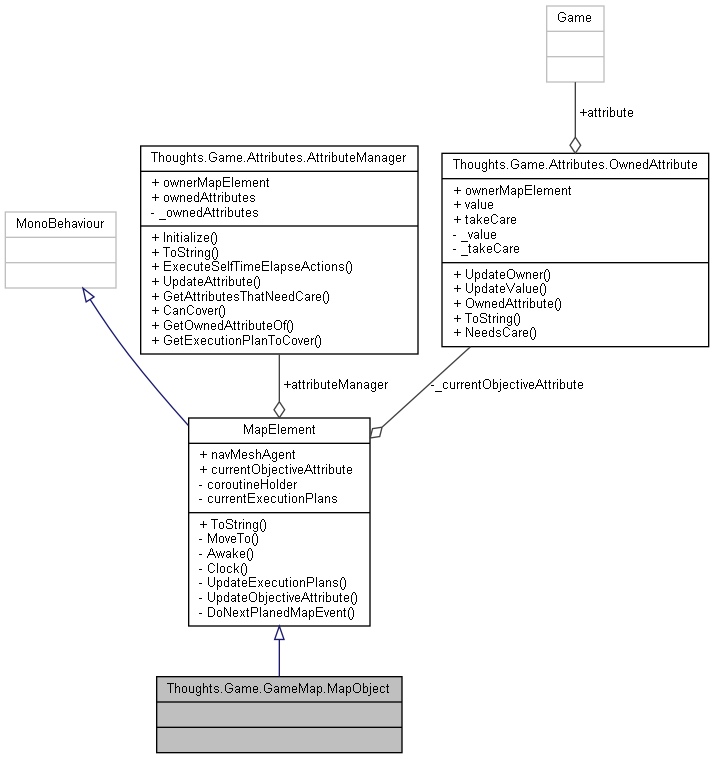 Game
+attribute
Thoughts.Game.Attributes.AttributeManager
+ ownerMapElement
+ ownedAttributes
- _ownedAttributes
+ Initialize()
+ ToString()
+ ExecuteSelfTimeElapseActions()
+ UpdateAttribute()
+ GetAttributesThatNeedCare()
+ CanCover()
+ GetOwnedAttributeOf()
+ GetExecutionPlanToCover()
Thoughts.Game.Attributes.OwnedAttribute
+ ownerMapElement
+ value
+ takeCare
- _value
- _takeCare
+ UpdateOwner()
+ UpdateValue()
+ OwnedAttribute()
+ ToString()
+ NeedsCare()
MonoBehaviour
+attributeManager
-_currentObjectiveAttribute
MapElement
+ navMeshAgent
+ currentObjectiveAttribute
- coroutineHolder
- currentExecutionPlans
+ ToString()
- MoveTo()
- Awake()
- Clock()
- UpdateExecutionPlans()
- UpdateObjectiveAttribute()
- DoNextPlanedMapEvent()
Thoughts.Game.GameMap.MapObject